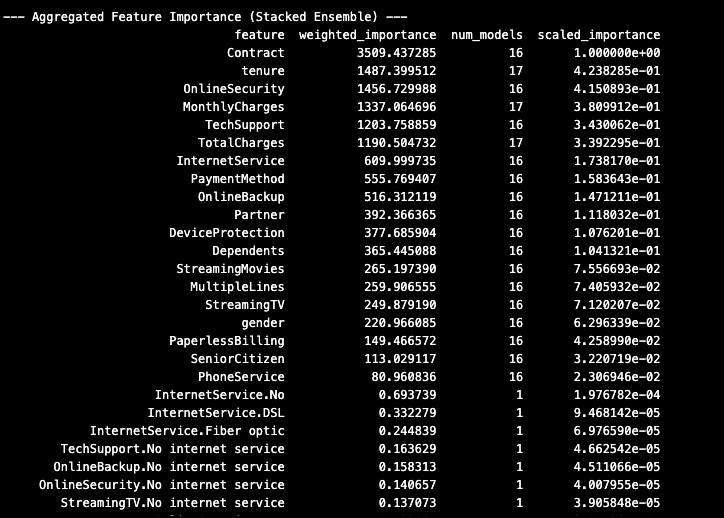 --- Aggregated Feature Importance (Stacked Ensemble) ---
feature weighted_importance num_models scaled_importance
Contract 3509.437285 16 1.000000e+00
tenure 1487.399512 17 4.238285e-01
OnlineSecurity 1456.729988 16 4.150893e-01
MonthlyCharges 1337.064696 17 3.809912e-01
TechSupport 1203.758859 16 3.430062e-01
TotalCharges 1190.504732 17 3.392295e-01
InternetService 609.999735 16 1.738170e-01
PaymentMethod 555.769407 16 1.583643e-01
OnlineBackup 516.312119 16 1.471211e-01
Partner 392.366365 16 1.118032e-01
DeviceProtection 377.685904 16 1.076201e-01
Dependents 365.445088 16 1.041321e-01
StreamingMovies 265.197390 16 7.556693e-02
MultipleLines 259.906555 16 7.405932e-02
StreamingTV 249.879190 16 7.120207e-02
gender 220.966085 16 6.296339e-02
PaperlessBilling 149.466572 16 4.258990e-02
SeniorCitizen 113.029117 16 3.220719e-02
PhoneService 80.960836 16 2.306946e-02
InternetService.No 0.693739 1 1.976782e-04
InternetService.DSL 0.332279 1 9.468142e-05
InternetService.Fiber optic 0.244839 1 6.976590e-05
TechSupport.No internet service 0.163629 1 4.662542e-05
OnlineBackup.No internet service 0.158313 1 4.511066e-05
OnlineSecurity.No internet service 0.140657 1 4.007955e-05
StreamingTV.No internet service 0.137073 1 3.905848e-05